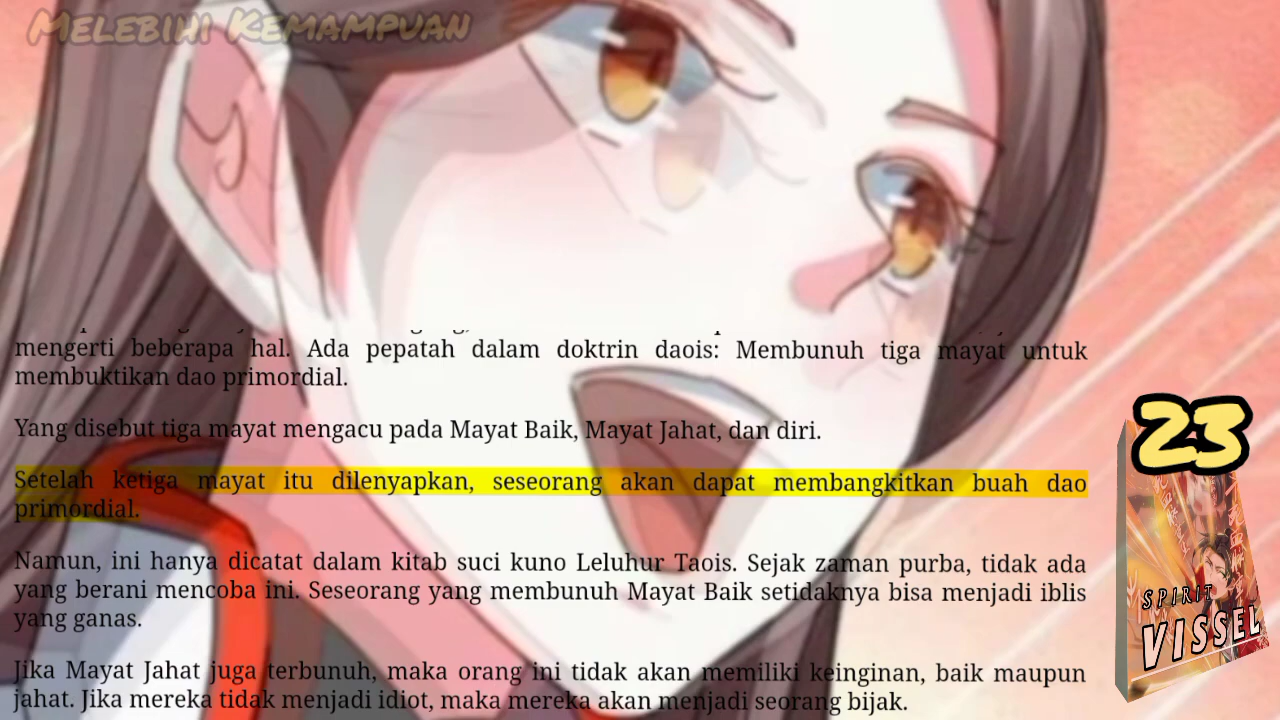 Melebihi Kemampuan
mengerti beberapa hal. Ada pepatah dalam doktrin daois: Membunuh tiga mayat untuk
membuktikan dao primordial.
Yang disebut tiga mayat mengacu pada Mayat Baik, Mayat Jahat, dan diri.
Setelah ketiga mayat itu dilenyapkan, seseorang akan dapat membangkitkan buah dao
primordial.
Namun, ini hanya dicatat dalam kitab suci kuno Leluhur Taois. Sejak zaman purba, tidak ada
yang berani mencoba ini. Seseorang yang membunuh Mayat Baik setidaknya bisa menjadi iblis
yang ganas.
Jika Mayat Jahat juga terbunuh, maka orang ini tidak akan memiliki keinginan, baik maupun
jahat. Jika mereka tidak menjadi idiot, maka mereka akan menjadi seorang bijak.
23
SPIRIT
VISSEL